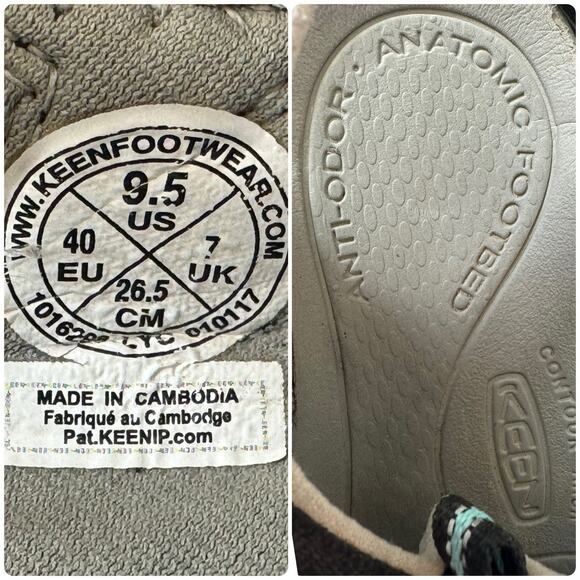 WWW.KEENFOOTWEAR.COM
9.5
US
40
EU
7
UK
26.5
CM
010117
MADE IN CAMBODIA
Fabriqué au Cambodge
Pat.KEENIP.com
ANTI-ODOR · ANATOMIC FOOTBED
CONTOUR
KEEN